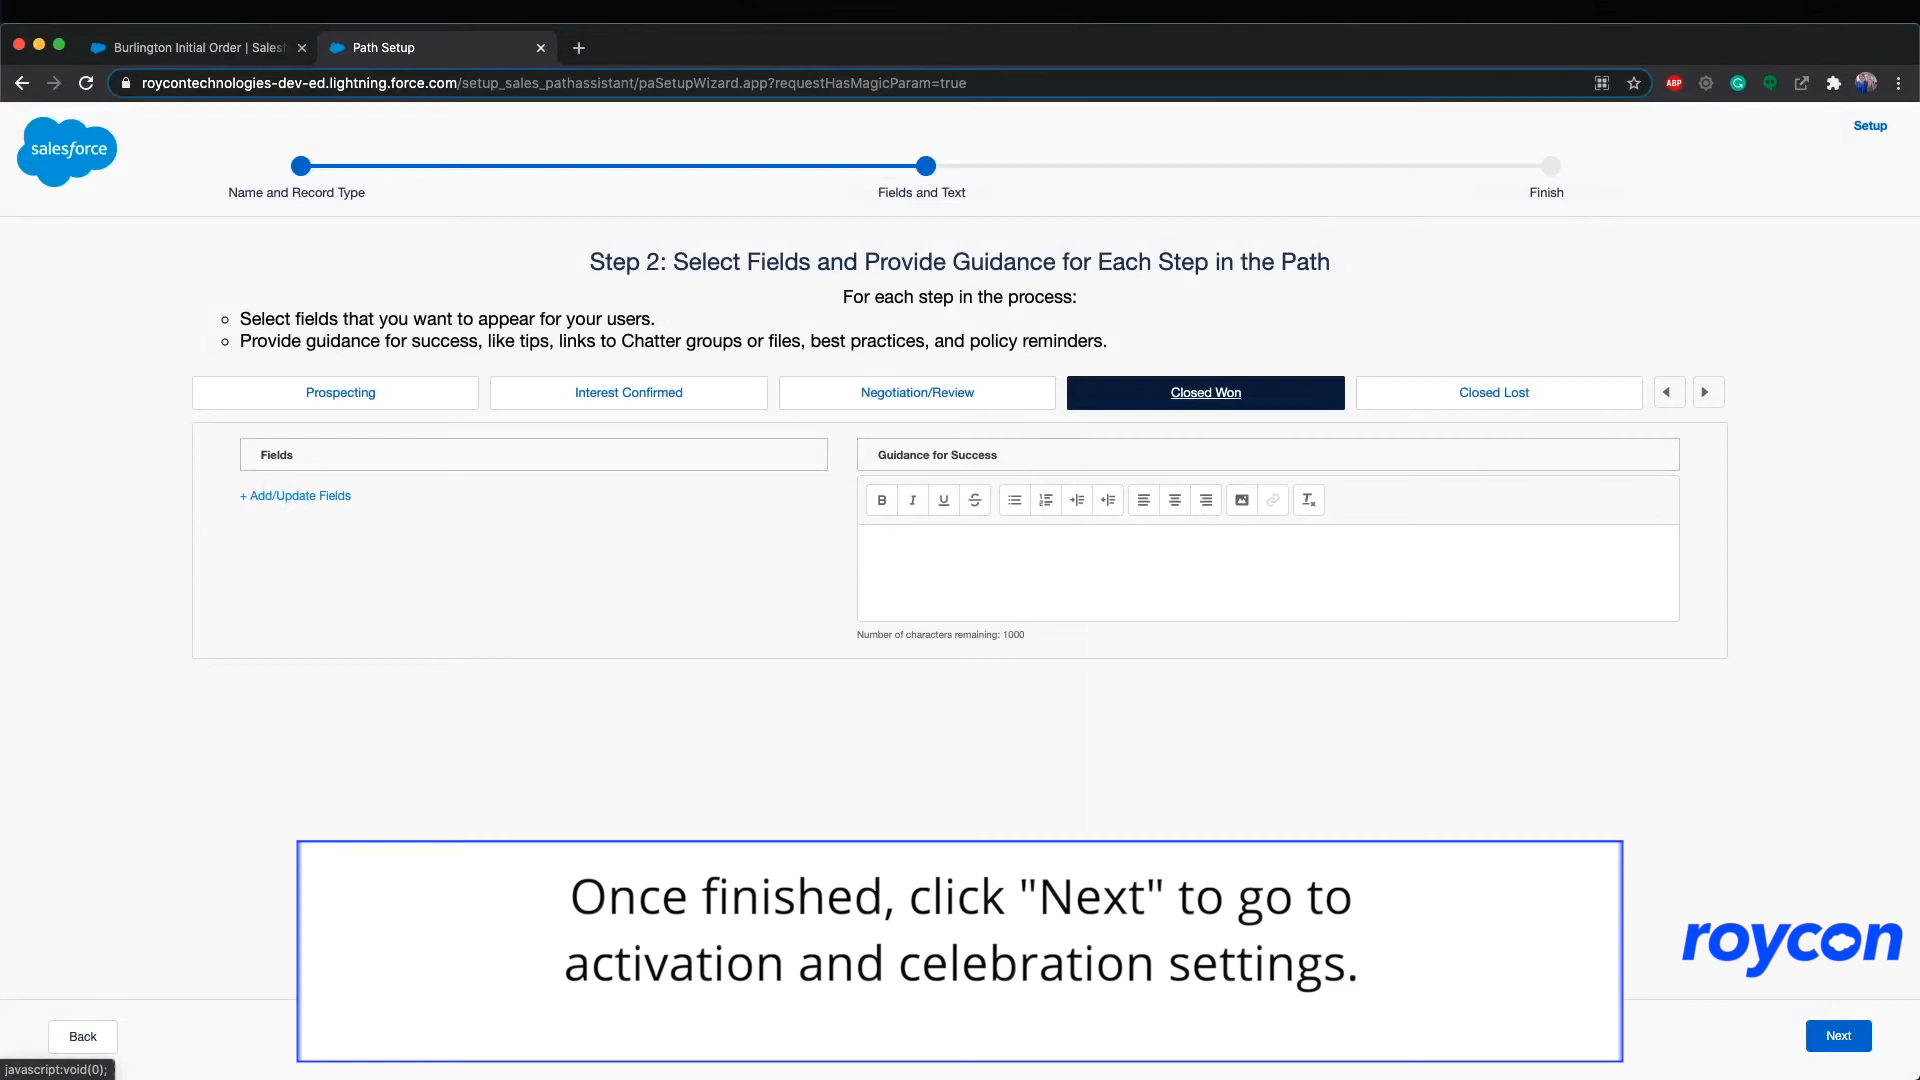 Burlington Initial Order | Salesf
Path Setup
roycontechnologies-dev-ed.lightning.force.com/setup_sales_pathassistant/paSetupWizard.app?requestHasMagicParam=true
ABP
salesforce
Setup
Name and Record Type
Fields and Text
Finish
Step 2: Select Fields and Provide Guidance for Each Step in the Path
For each step in the process:
Select fields that you want to appear for your users.
Provide guidance for success, like tips, links to Chatter groups or files, best practices, and policy reminders.
Prospecting
Interest Confirmed
Negotiation/Review
Closed Won
Closed Lost
Fields
Guidance for Success
+ Add/Update Fields
Number of characters remaining: 1000
Once finished, click "Next" to go to
activation and celebration settings.
roycon
Back
Next
javascript:void(0);